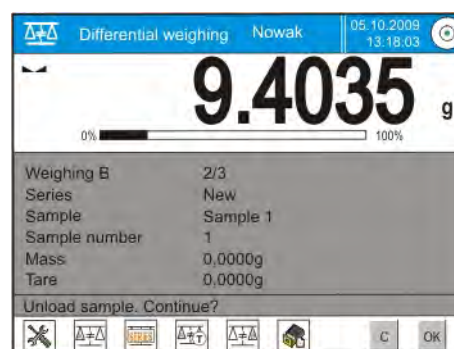 Differential weighing Nowak 05.10.2009
13:18:03
9.4035 g
0% 100%
Weighing B 2/3
Series New
Sample Sample 1
Sample number 1
Mass 0,0000g
Tare 0,0000g
Unload sample. Continue?
C OK